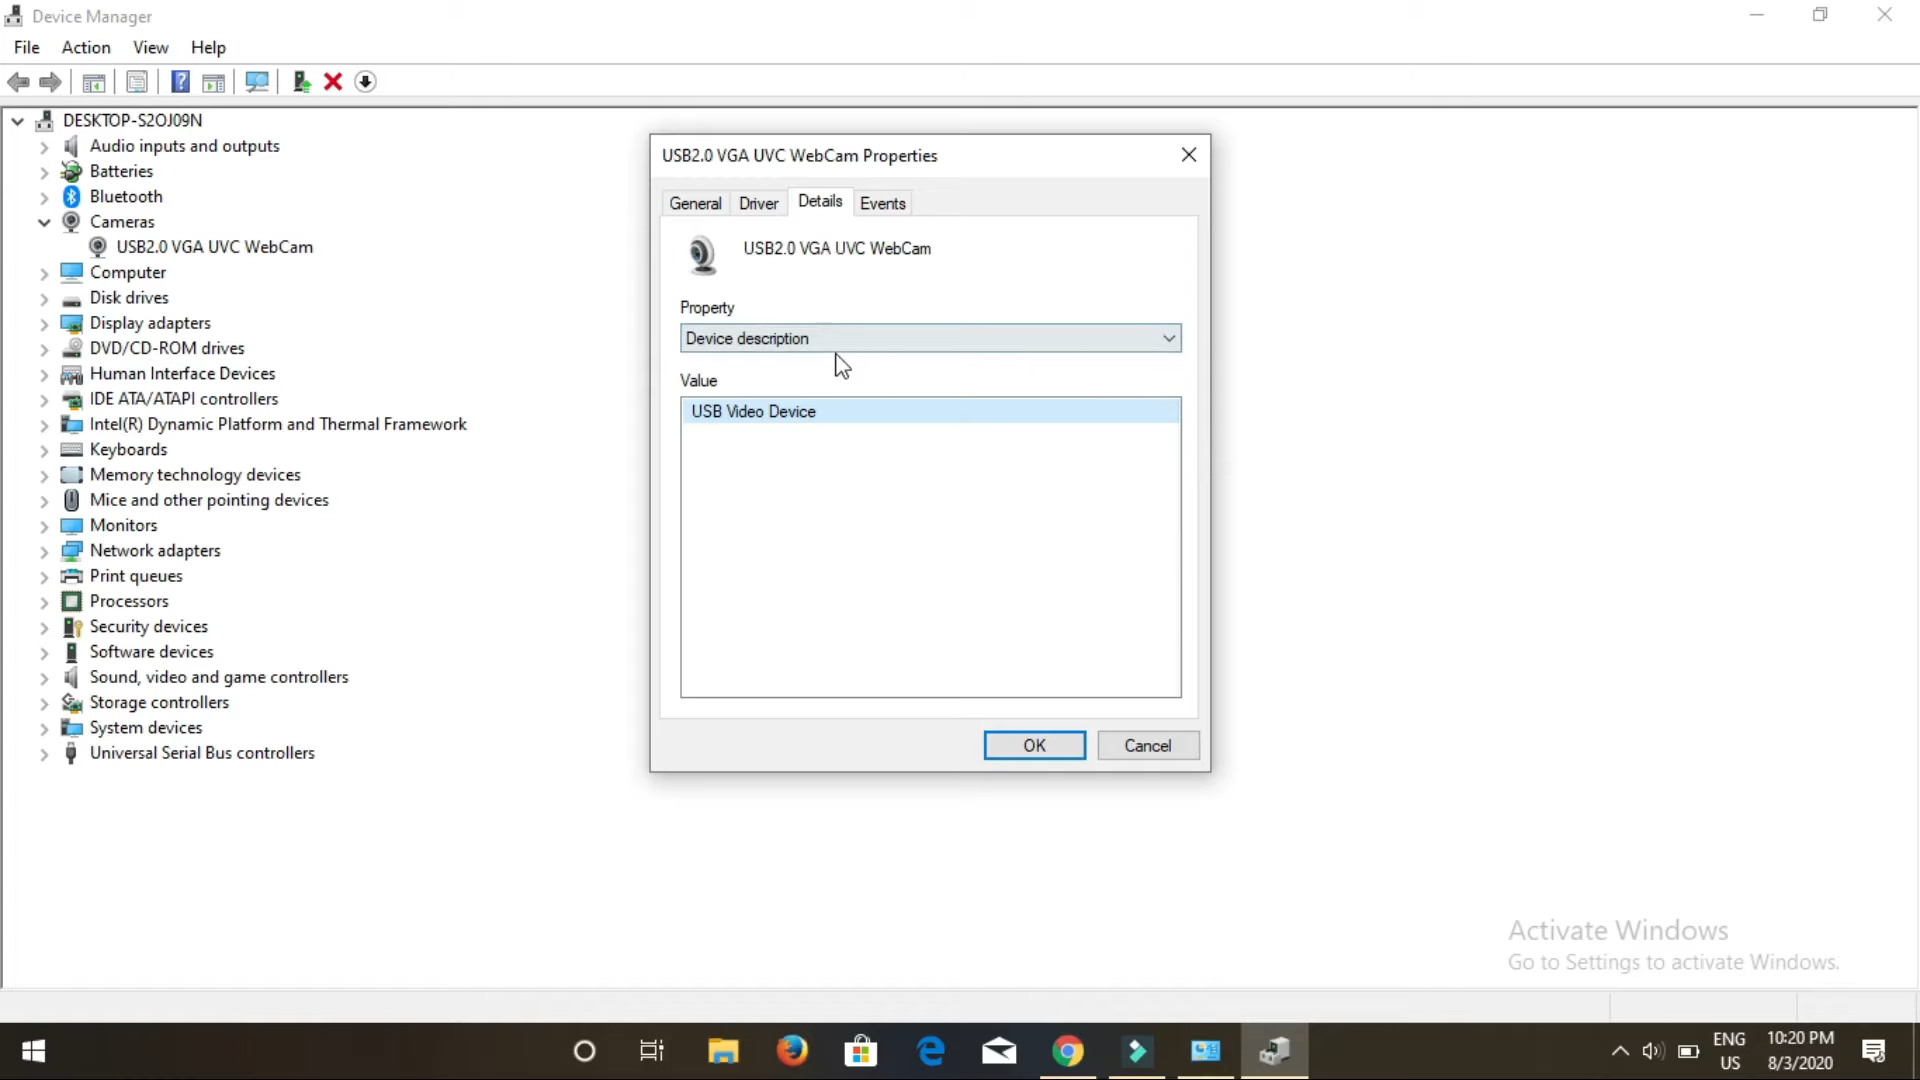 Device Manager
File Action View Help
DESKTOP-S2OJ09N
Audio inputs and outputs
Batteries
Bluetooth
Cameras
USB2.0 VGA UVC WebCam
Computer
Disk drives
Display adapters
DVD/CD-ROM drives
Human Interface Devices
IDE ATA/ATAPI controllers
Intel(R) Dynamic Platform and Thermal Framework
Keyboards
Memory technology devices
Mice and other pointing devices
Monitors
Network adapters
Print queues
Processors
Security devices
Software devices
Sound, video and game controllers
Storage controllers
System devices
Universal Serial Bus controllers
USB2.0 VGA UVC WebCam Properties
General Driver Details Events
USB2.0 VGA UVC WebCam
Property
Device description
Value
USB Video Device
OK Cancel
Activate Windows
Go to Settings to activate Windows.
ENG 10:20 PM
US 8/3/2020